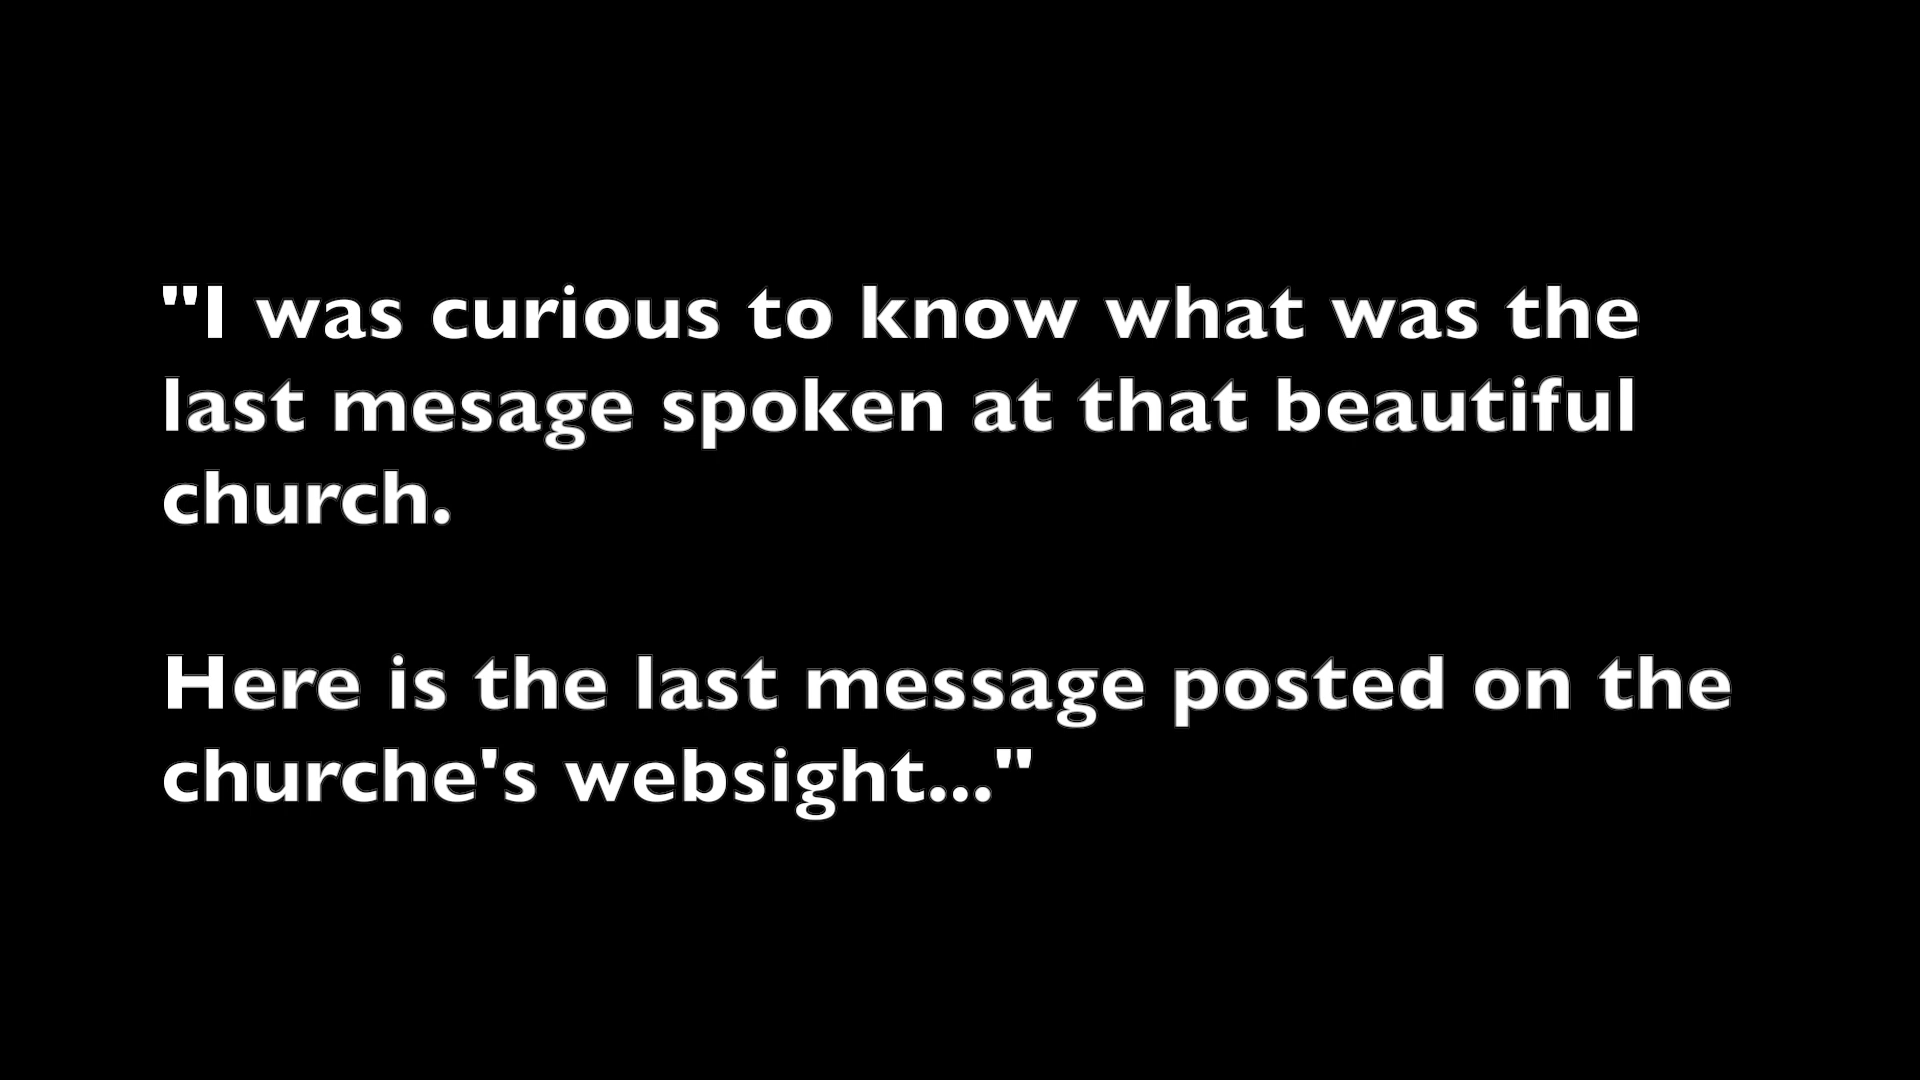 "I was curious to know what was the
last mesage spoken at that beautiful
church.
Here is the last message posted on the
churche's websight..."